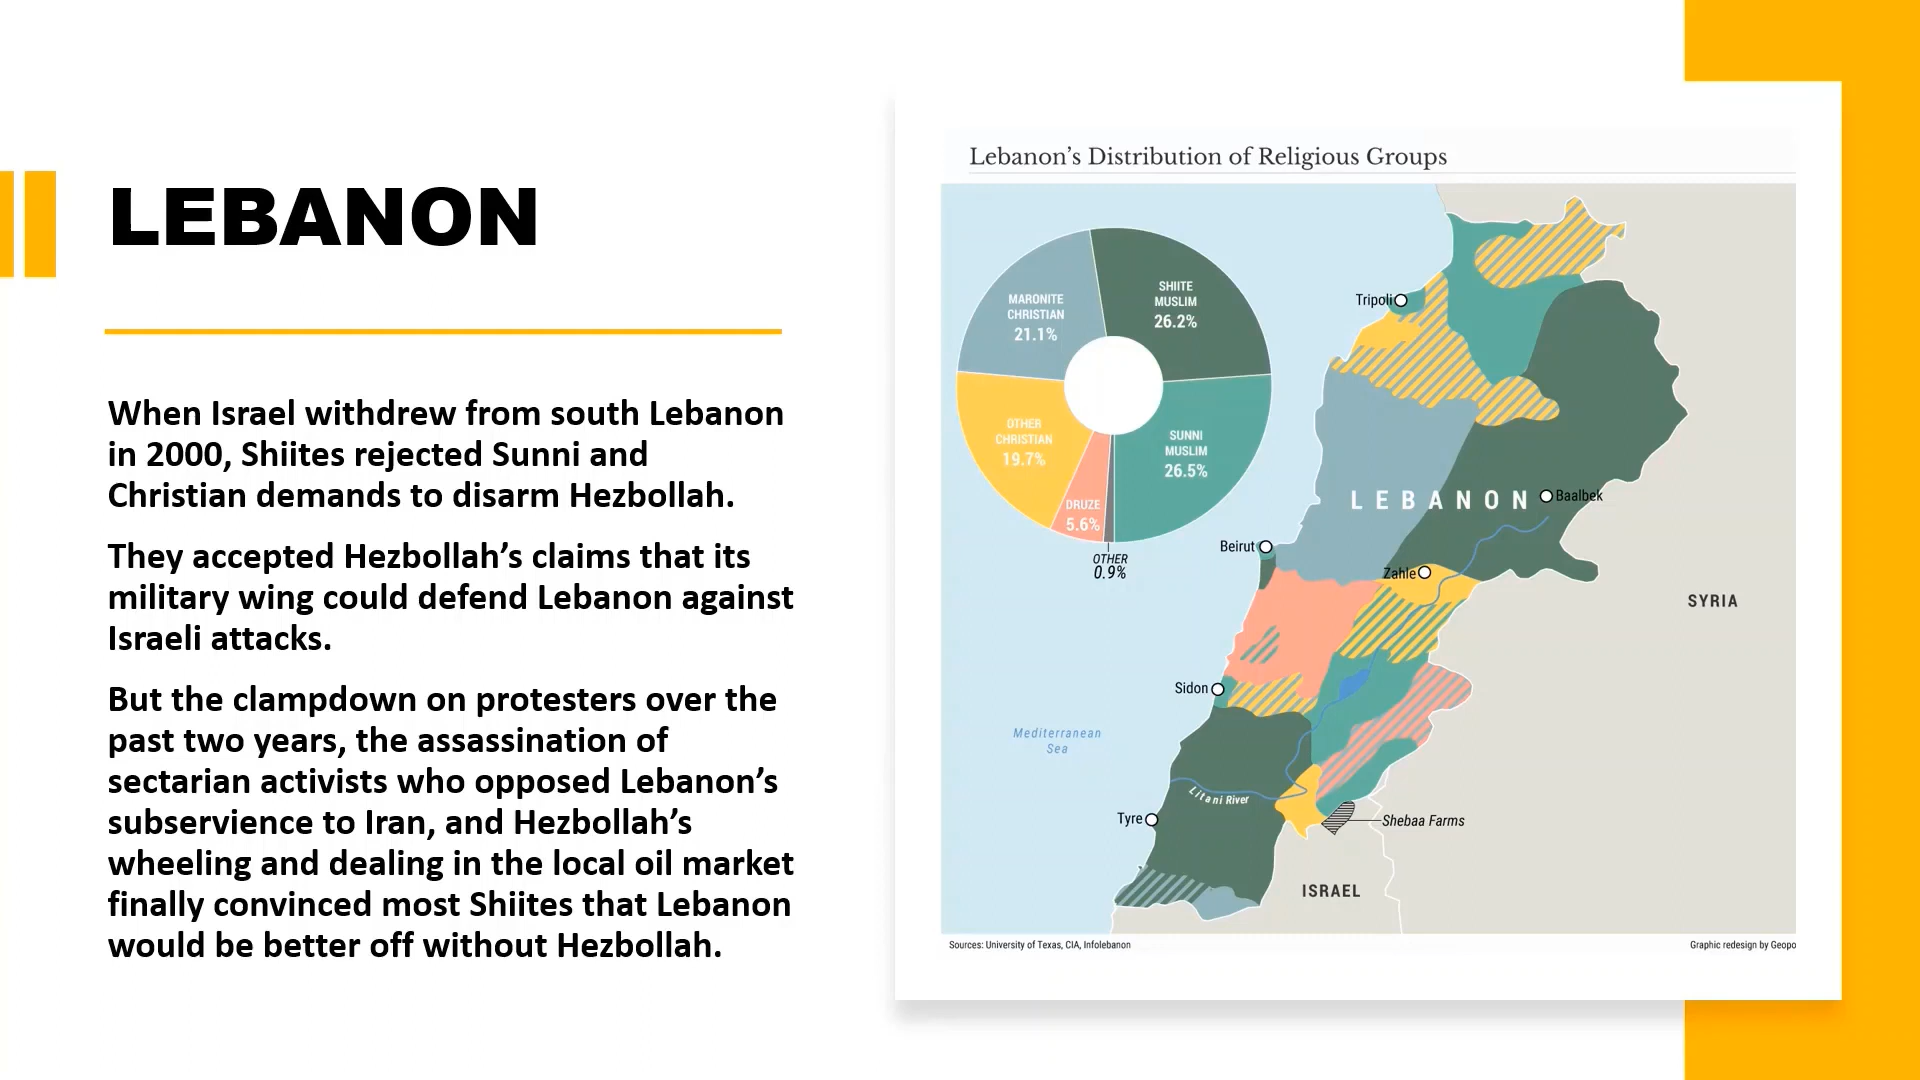 LEBANON
When Israel withdrew from south Lebanon
in 2000, Shiites rejected Sunni and
Christian demands to disarm Hezbollah.
They accepted Hezbollah’s claims that its
military wing could defend Lebanon against
Israeli attacks.
But the clampdown on protesters over the
past two years, the assassination of
sectarian activists who opposed Lebanon’s
subservience to Iran, and Hezbollah’s
wheeling and dealing in the local oil market
finally convinced most Shiites that Lebanon
would be better off without Hezbollah.
Lebanon’s Distribution of Religious Groups
MARONITE
CHRISTIAN
21.1%
SHIITE
MUSLIM
26.2%
OTHER
CHRISTIAN
19.7%
SUNNI
MUSLIM
26.5%
DRUZE
5.6%
OTHER
0.9%
Tripoli
LEBANON
Baalbek
Beirut
Zahle
SYRIA
Sidon
Mediterranean
Sea
Litani River
Tyre
Shebaa Farms
ISRAEL
Sources: University of Texas, CIA, Infolebanon
Graphic redesign by Geopo